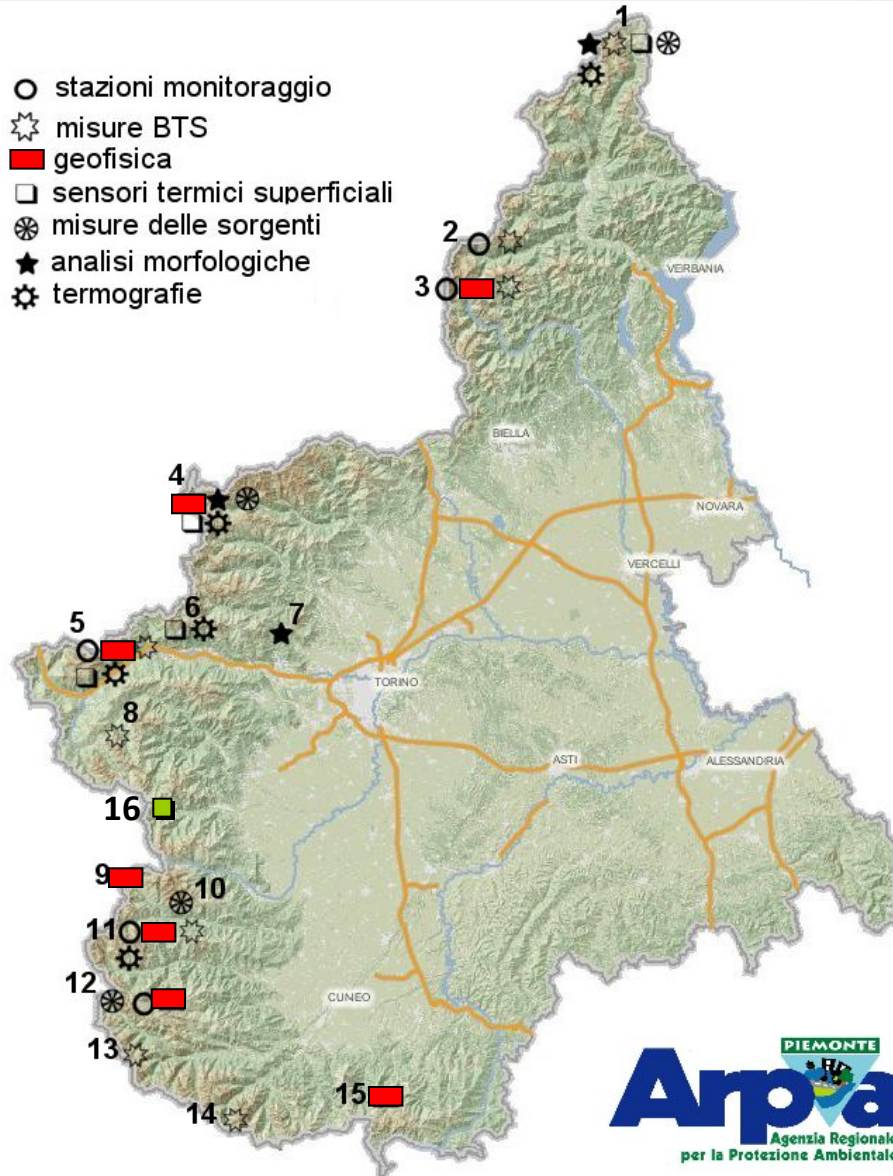 1
stazioni monitoraggio
misure BTS
geofisica
sensori termici superficiali
misure delle sorgenti
analisi morfologiche
termografie
2
3
VERBANIA
BIELLA
4
NOVARA
VERCELLI
6
7
5
TORINO
8
ASTI
ALESSANDRIA
16
9
10
11
12
CUNEO
13
14
15
PIEMONTE
Arpa
Agenzia Regionale
per la Protezione Ambientale